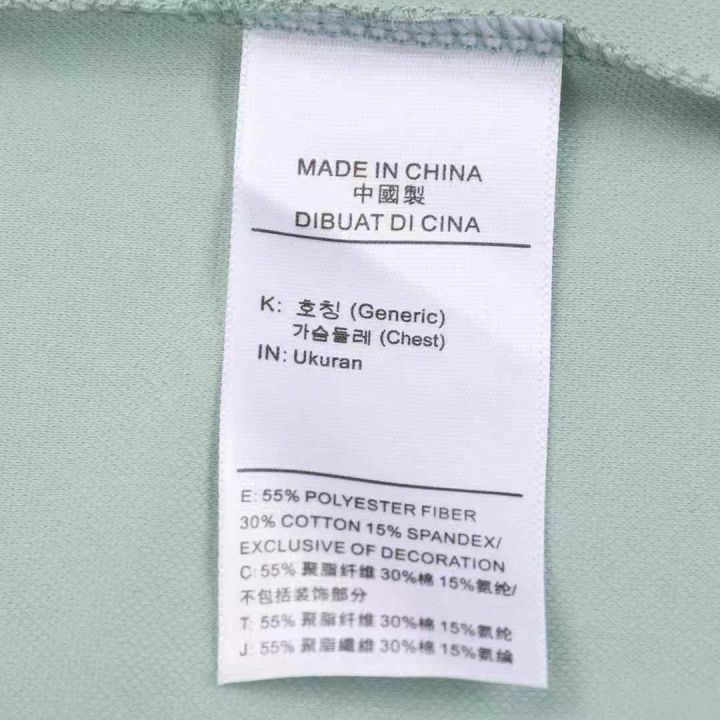 MADE IN CHINA
中國製
DIBUAT DI CINA
K: 호칭 (Generic)
가슴둘레 (Chest)
IN: Ukuran
E: 55% POLYESTER FIBER
30% COTTON 15% SPANDEX/
EXCLUSIVE OF DECORATION
C: 55% 聚脂纤维 30%棉 15%氨纶/
不包括装饰部分
T: 55% 聚脂纤维 30%棉 15%氨纶
J: 55% 聚脂纖維 30%棉 15%氨綸